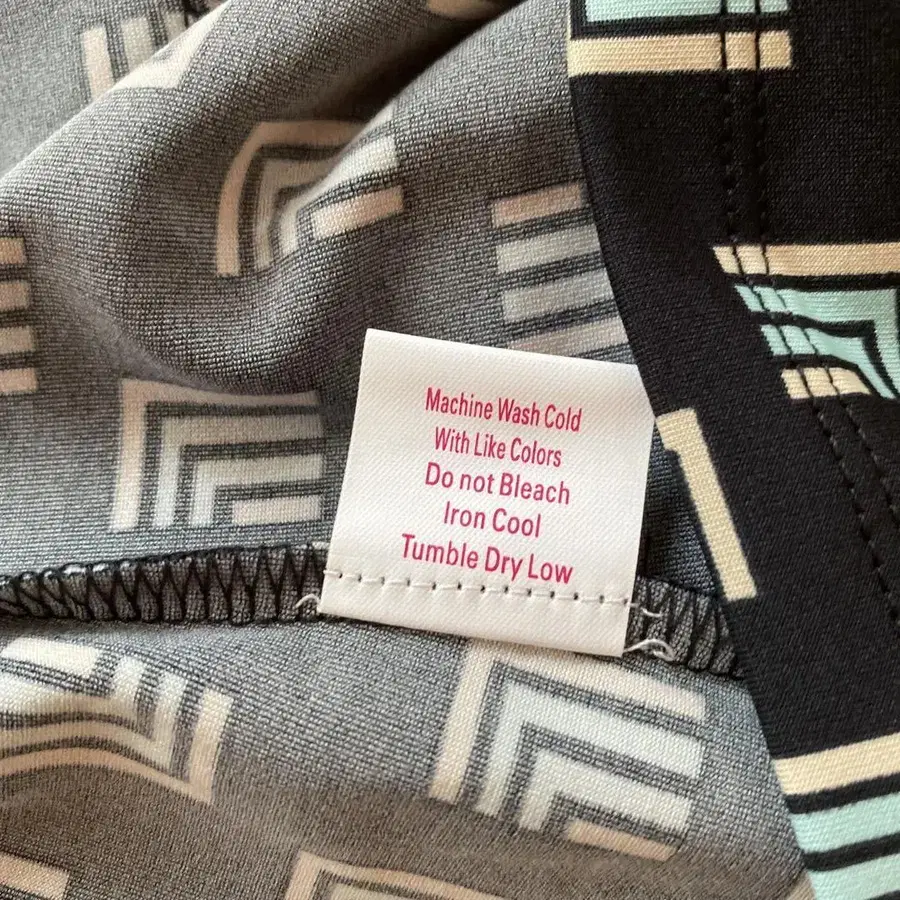 Machine Wash Cold
With Like Colors
Do not Bleach
Iron Cool
Tumble Dry Low